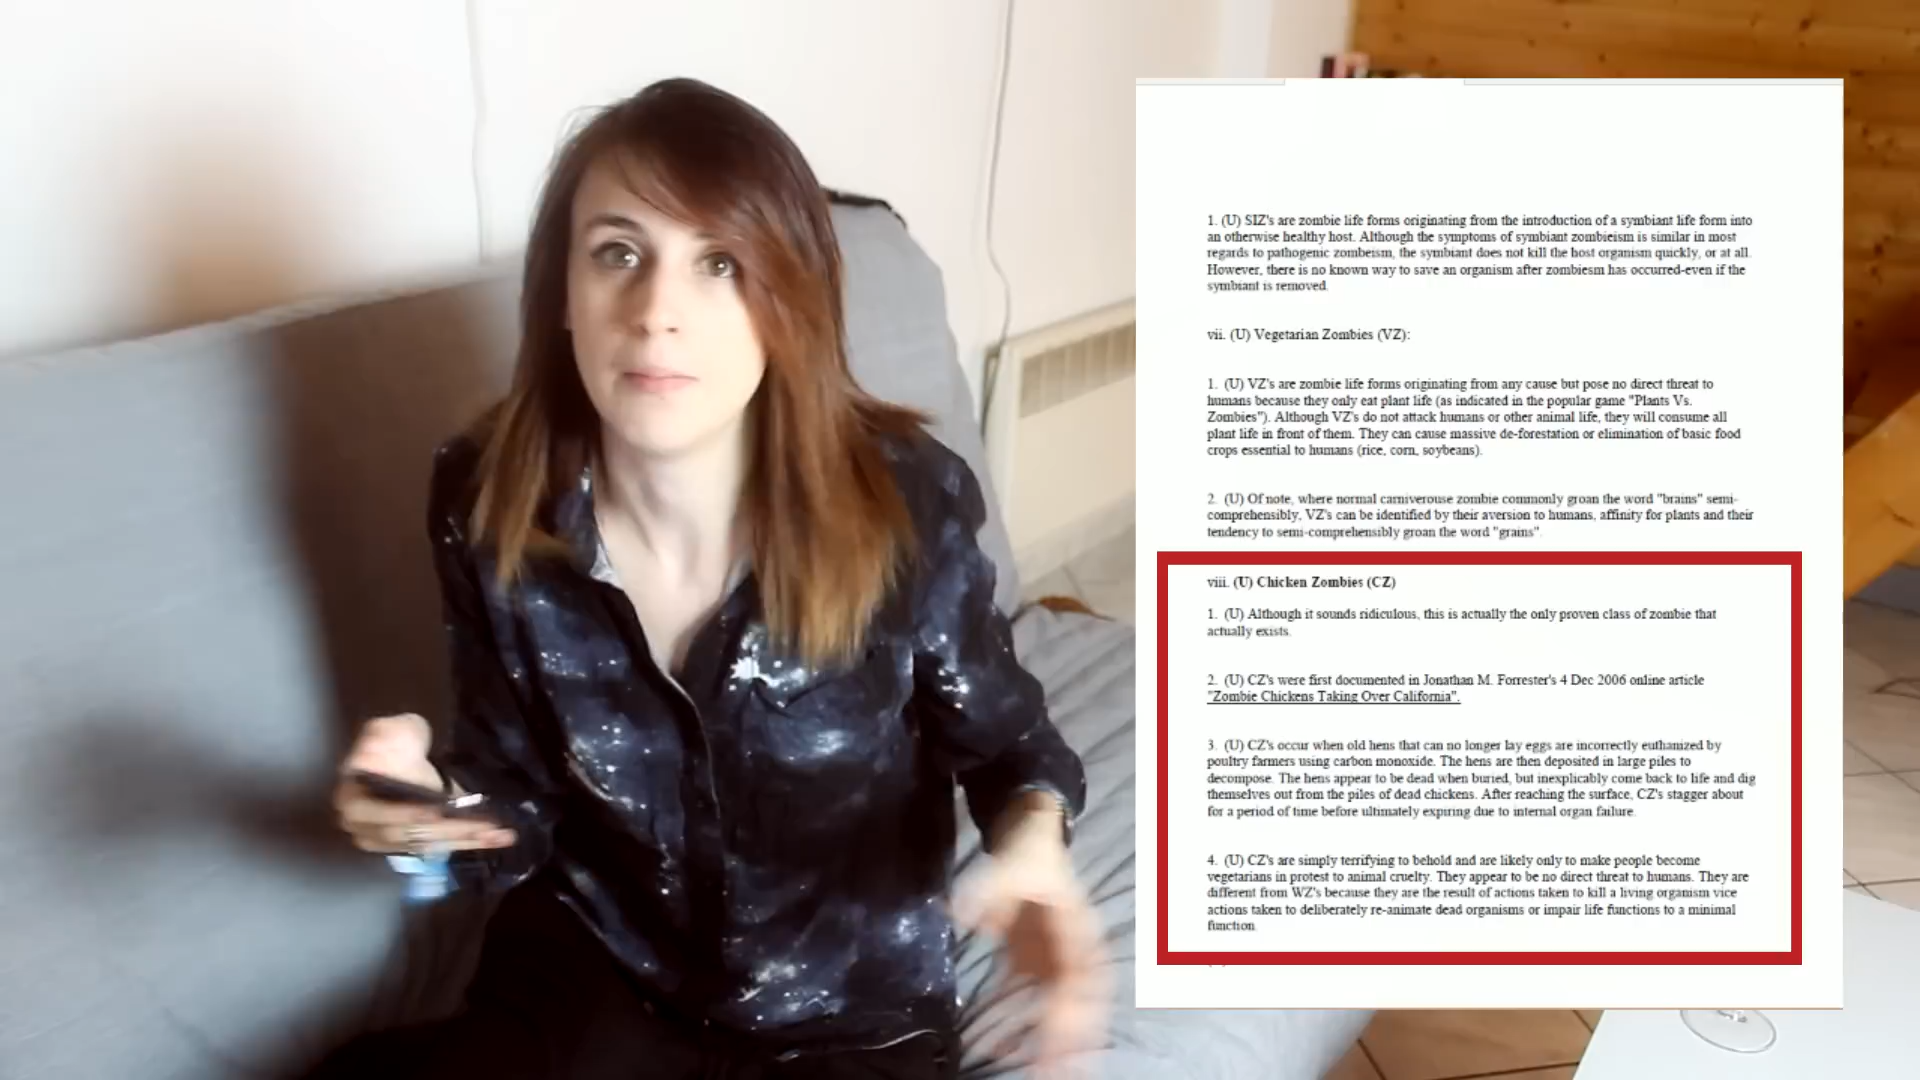 1. (U) SIZ's are zombie life forms originating from the introduction of a symbiant life form into
an otherwise healthy host. Although the symptoms of symbiant zombieism is similar in most
regards to pathogenic zombeism, the symbiant does not kill the host organism quickly, or at all.
However, there is no known way to save an organism after zombiesm has occurred-even if the
symbiant is removed.
vii. (U) Vegetarian Zombies (VZ):
1. (U) VZ's are zombie life forms originating from any cause but pose no direct threat to
humans because they only eat plant life (as indicated in the popular game "Plants Vs.
Zombies"). Although VZ's do not attack humans or other animal life, they will consume all
plant life in front of them. They can cause massive de-forestation or elimination of basic food
crops essential to humans (rice, corn, soybeans).
2. (U) Of note, where normal carniverouse zombie commonly groan the word "brains" semi-
comprehensibly, VZ's can be identified by their aversion to humans, affinity for plants and their
tendency to semi-comprehensibly groan the word "grains".
viii. (U) Chicken Zombies (CZ)
1. (U) Although it sounds ridiculous, this is actually the only proven class of zombie that
actually exists.
2. (U) CZ's were first documented in Jonathan M. Forrester's 4 Dec 2006 online article
"Zombie Chickens Taking Over California".
3. (U) CZ's occur when old hens that can no longer lay eggs are incorrectly euthanized by
poultry farmers using carbon monoxide. The hens are then deposited in large piles to
decompose. The hens appear to be dead when buried, but inexplicably come back to life and dig
themselves out from the piles of dead chickens. After reaching the surface, CZ's stagger about
for a period of time before ultimately expiring due to internal organ failure.
4. (U) CZ's are simply terrifying to behold and are likely only to make people become
vegetarians in protest to animal cruelty. They appear to be no direct threat to humans. They are
different from WZ's because they are the result of actions taken to kill a living organism vice
actions taken to deliberately re-animate dead organisms or impair life functions to a minimal
function.